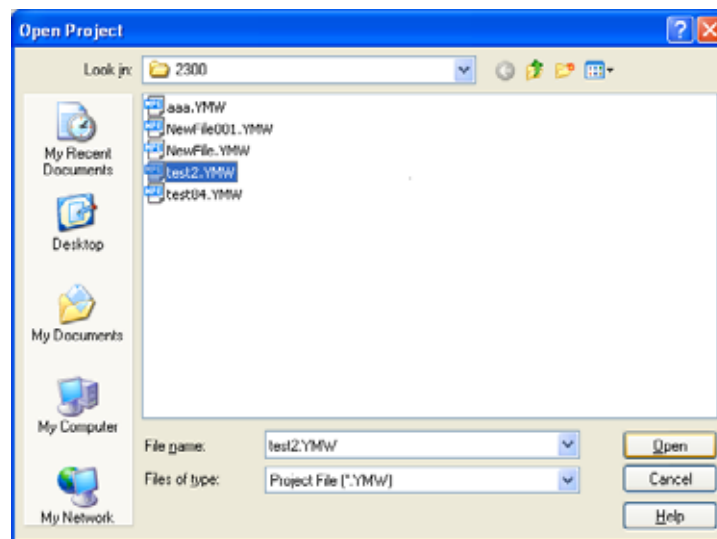 Open Project
Look in:
2300
aaa.YMW
NewFile001.YMW
NewFile.YMW
test2.YMW
test04.YMW
My Recent
Documents
Desktop
My Documents
My Computer
My Network
File name:
test2.YMW
Open
Files of type:
Project File (*.YMW)
Cancel
Help